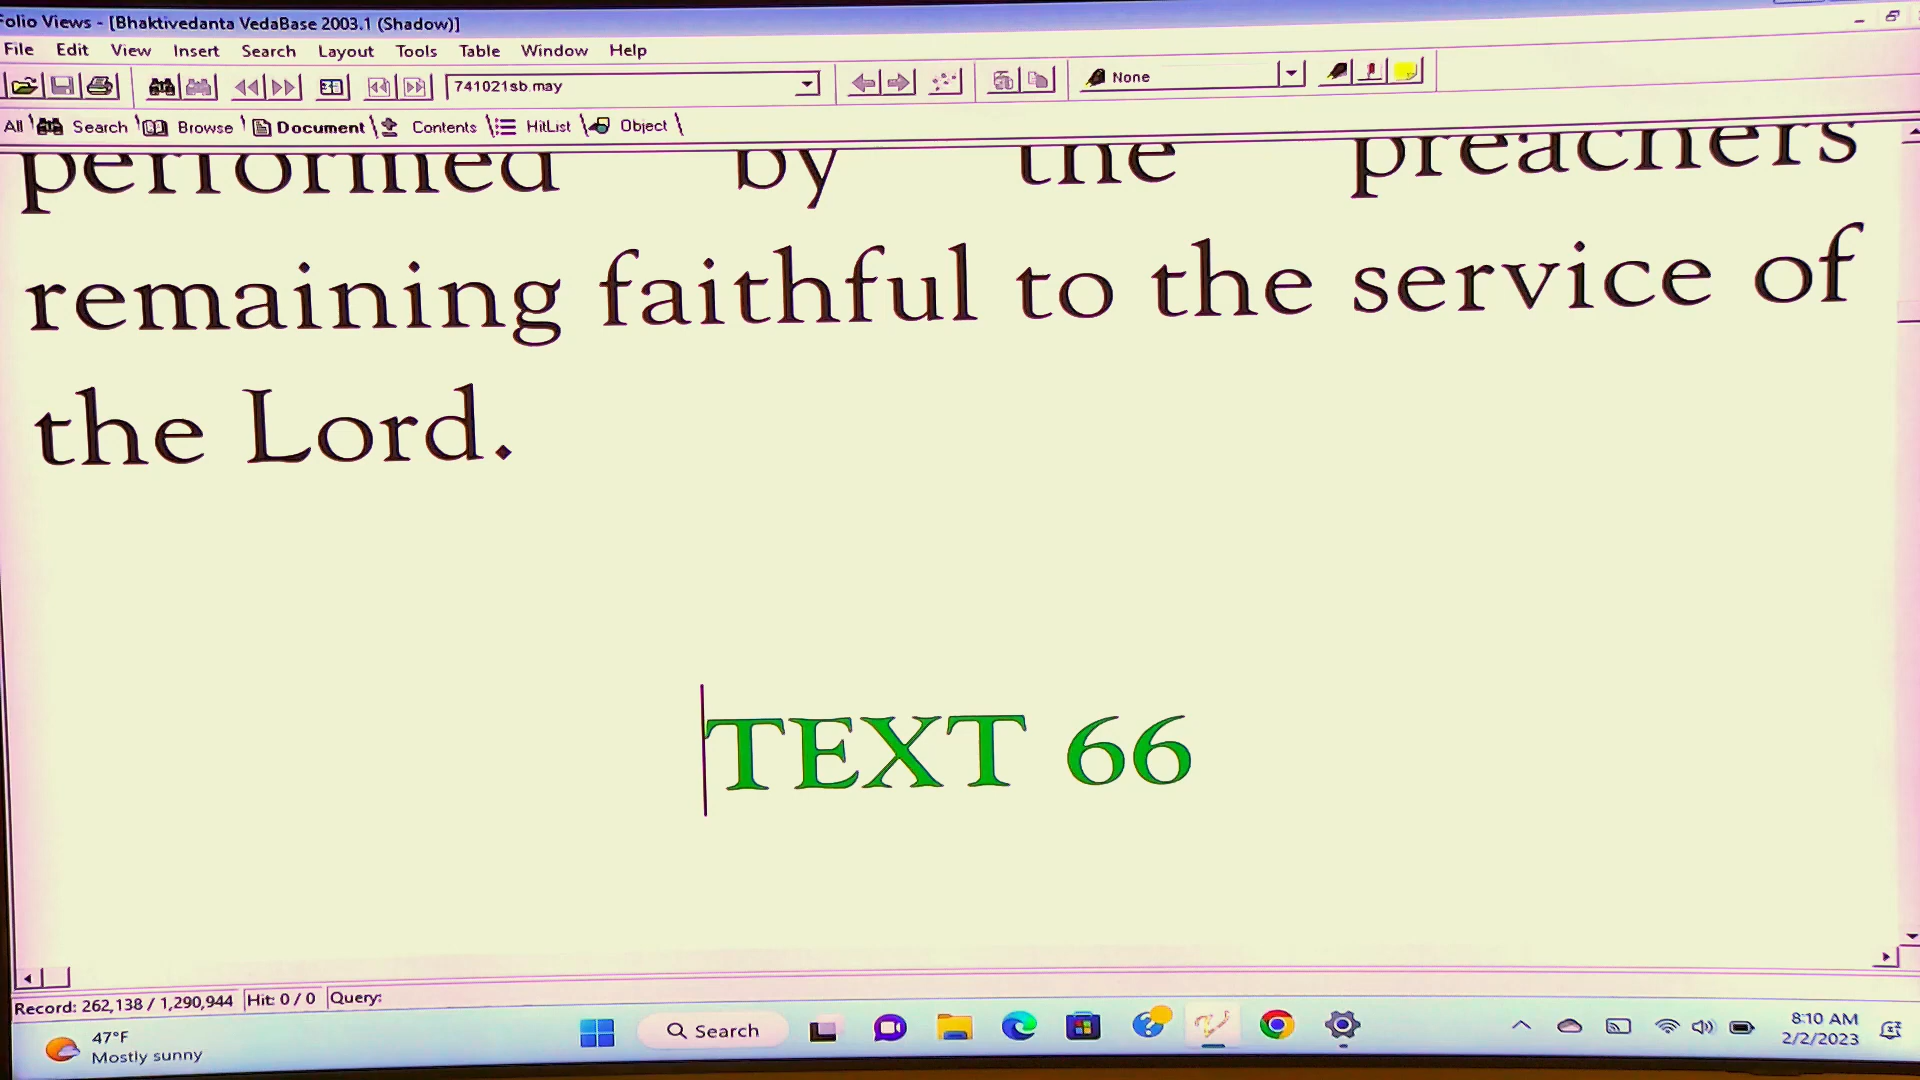 Folio Views - [Bhaktivedanta VedaBase 2003.1 (Shadow)]
File Edit View Insert Search Layout Tools Table Window Help
741021sb.may
None
All Search Browse Document Contents HitList Object
performed by the preachers
remaining faithful to the service of
the Lord.
TEXT 66
Record: 262,138 / 1,290,944 Hit: 0 / 0 Query:
47°F
Mostly sunny
Search
8:10 AM
2/2/2023